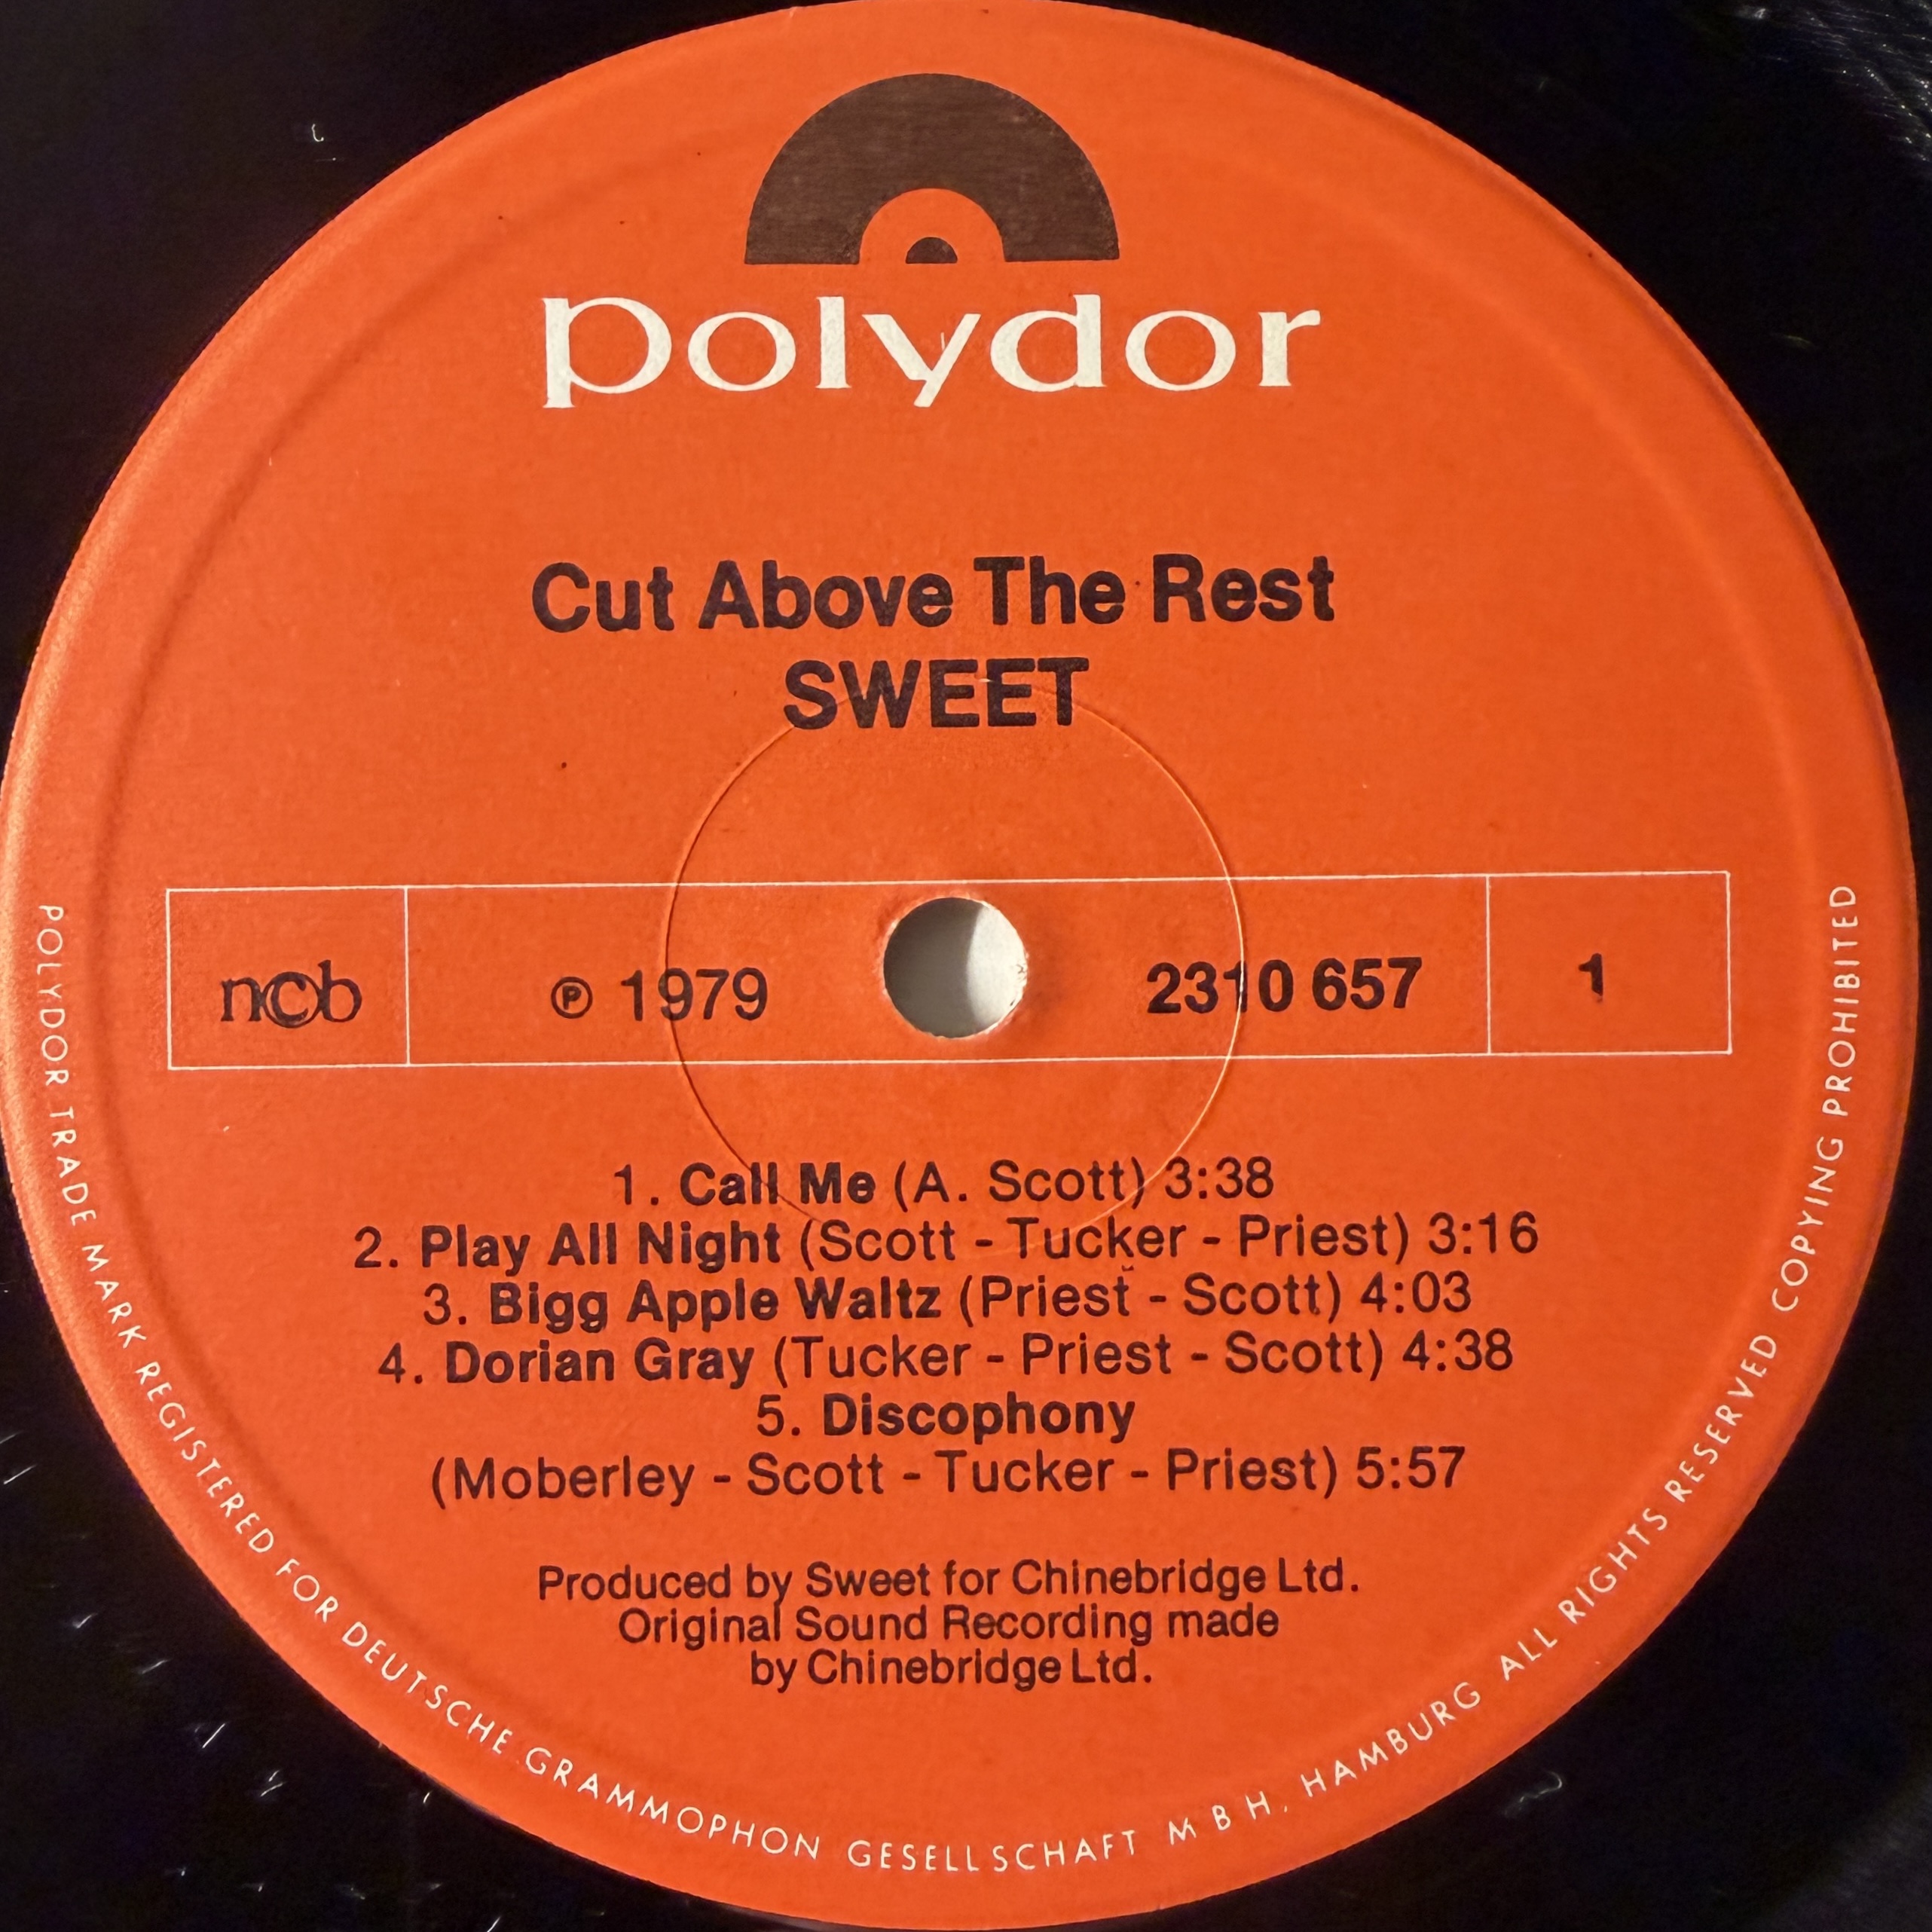 polydor
Cut Above The Rest
SWEET
ncb
℗ 1979
2310 657
1
1. Call Me (A. Scott) 3:38
2. Play All Night (Scott - Tucker - Priest) 3:16
3. Bigg Apple Waltz (Priest - Scott) 4:03
4. Dorian Gray (Tucker - Priest - Scott) 4:38
5. Discophony
(Moberley - Scott - Tucker - Priest) 5:57
Produced by Sweet for Chinebridge Ltd.
Original Sound Recording made
by Chinebridge Ltd.
POLYDOR TRADE MARK REGISTERED FOR DEUTSCHE GRAMMOPHON GESELLSCHAFT M B H, HAMBURG ALL RIGHTS RESERVED COPYING PROHIBITED